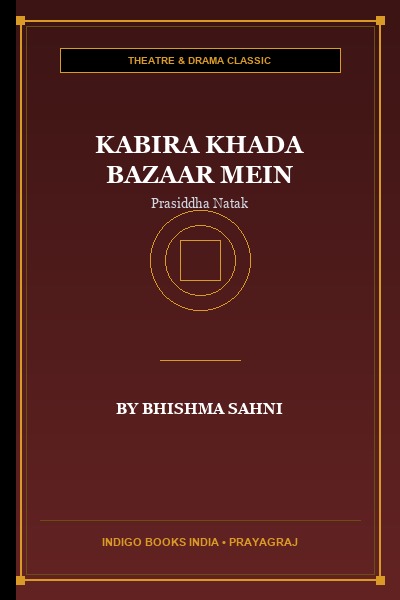 THEATRE & DRAMA CLASSIC
KABIRA KHADA
BAZAAR MEIN
Prasiddha Natak
BY BHISHMA SAHNI
INDIGO BOOKS INDIA • PRAYAGRAJ